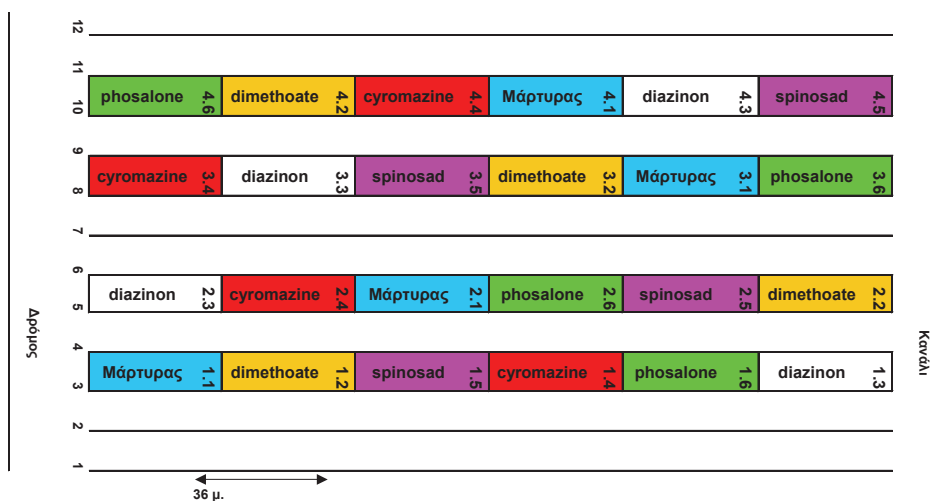 12
11
10
phosalone 4.6 dimethoate 4.2 cyromazine 4.4 Μάρτυρας 4.1 diazinon 4.3 spinosad 4.5
9
8
cyromazine 3.4 diazinon 3.3 spinosad 3.5 dimethoate 3.2 Μάρτυρας 3.1 phosalone 3.6
7
6
5
diazinon 2.3 cyromazine 2.4 Μάρτυρας 2.1 phosalone 2.6 spinosad 2.5 dimethoate 2.2
Δρόμος
Κανάλι
4
3
Μάρτυρας 1.1 dimethoate 1.2 spinosad 1.5 cyromazine 1.4 phosalone 1.6 diazinon 1.3
2
1
36 μ.